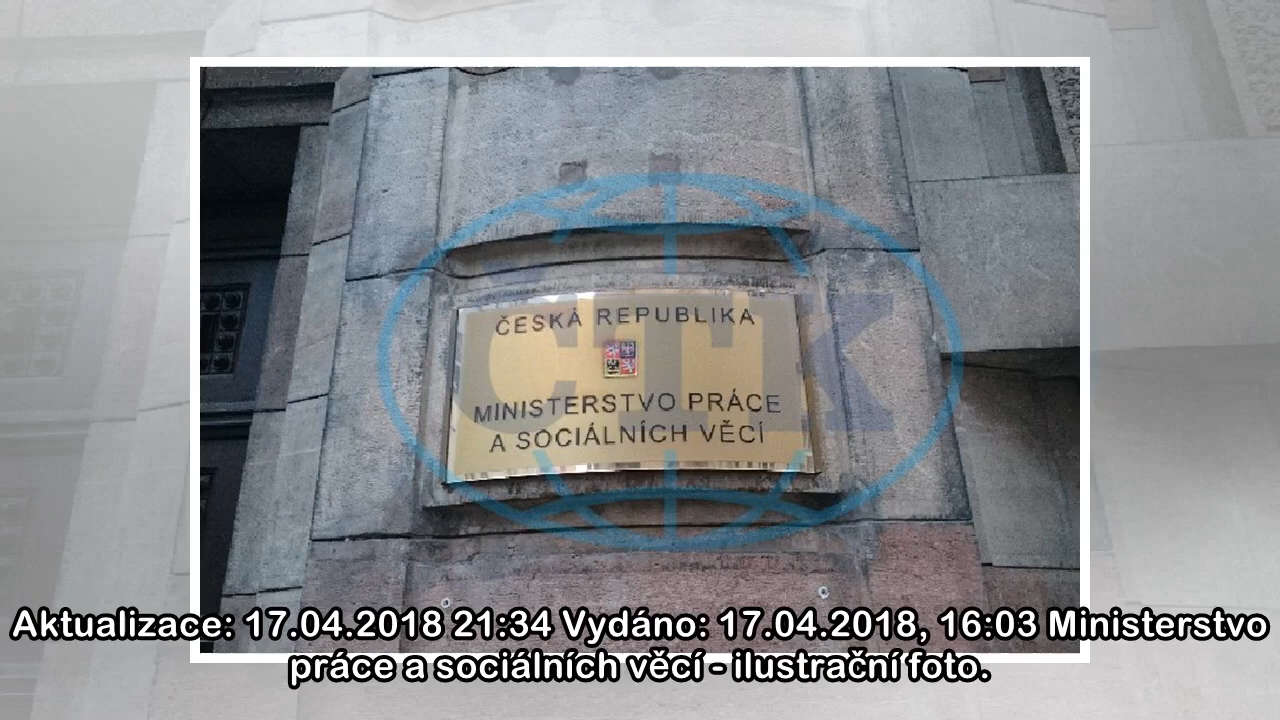 ČESKÁ REPUBLIKA
MINISTERSTVO PRÁCE
A SOCIÁLNÍCH VĚCÍ
ČTK
Aktualizace: 17.04.2018 21:34 Vydáno: 17.04.2018, 16:03 Ministerstvo
práce a sociálních věcí - ilustrační foto.